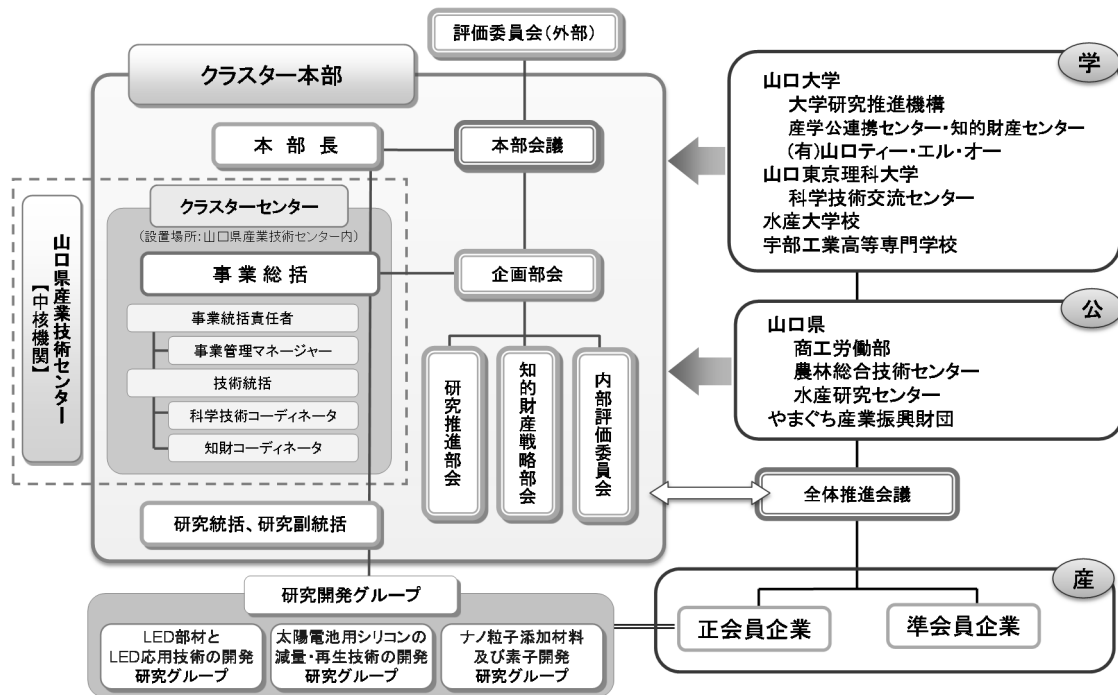 評価委員会(外部)
クラスター本部
本部長
本部会議
クラスターセンター
(設置場所:山口県産業技術センター内)
事業総括
企画部会
山口県産業技術センター
【中核機関】
事業統括責任者
事業管理マネージャー
技術統括
科学技術コーディネータ
知財コーディネータ
研究推進部会
知的財産戦略部会
内部評価委員会
研究統括、研究副統括
学
山口大学
大学研究推進機構
産学公連携センター・知的財産センター
(有)山口ティー・エル・オー
山口東京理科大学
科学技術交流センター
水産大学校
宇部工業高等専門学校
公
山口県
商工労働部
農林総合技術センター
水産研究センター
やまぐち産業振興財団
全体推進会議
産
正会員企業
準会員企業
研究開発グループ
LED部材と
LED応用技術の開発
研究グループ
太陽電池用シリコンの
減量・再生技術の開発
研究グループ
ナノ粒子添加材料
及び素子開発
研究グループ